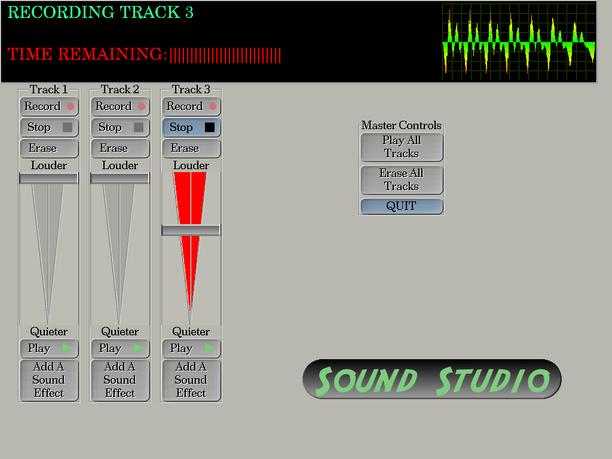 RECORDING TRACK 3
TIME REMAINING:||||||||||||||||||||||||||
Track 1 Track 2 Track 3
Record Record Record
Stop Stop Stop
Erase Erase Erase
Louder Louder Louder
Master Controls
Play All
Tracks
Erase All
Tracks
QUIT
Quieter Quieter Quieter
Play Play Play
Add A Add A Add A
Sound Sound Sound
Effect Effect Effect
SOUND STUDIO